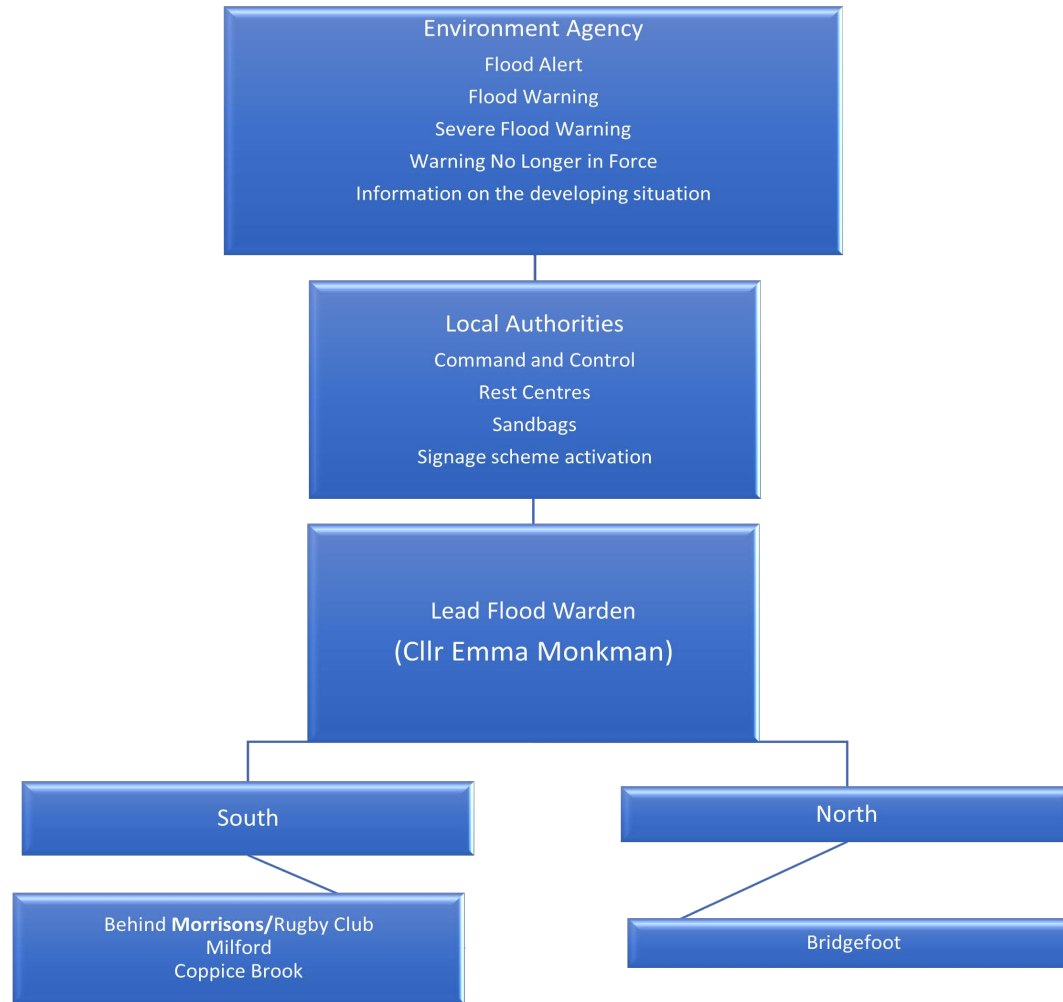 Environment Agency
Flood Alert
Flood Warning
Severe Flood Warning
Warning No Longer in Force
Information on the developing situation
Local Authorities
Command and Control
Rest Centres
Sandbags
Signage scheme activation
Lead Flood Warden
(Cllr Emma Monkman)
South
North
Behind Morrisons/Rugby Club
Milford
Coppice Brook
Bridgefoot